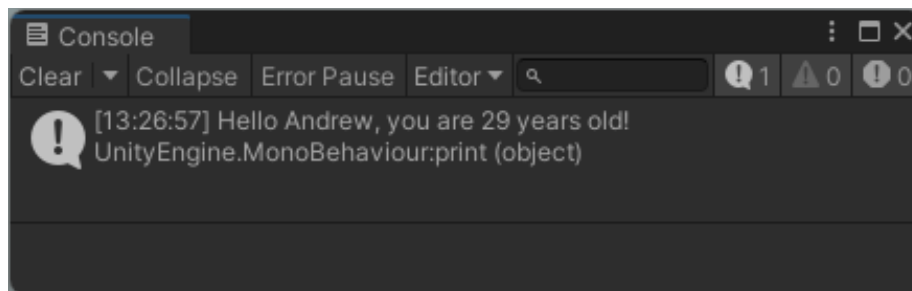 Console
Clear Collapse Error Pause Editor 1 0 0
[13:26:57] Hello Andrew, you are 29 years old!
UnityEngine.MonoBehaviour:print (object)